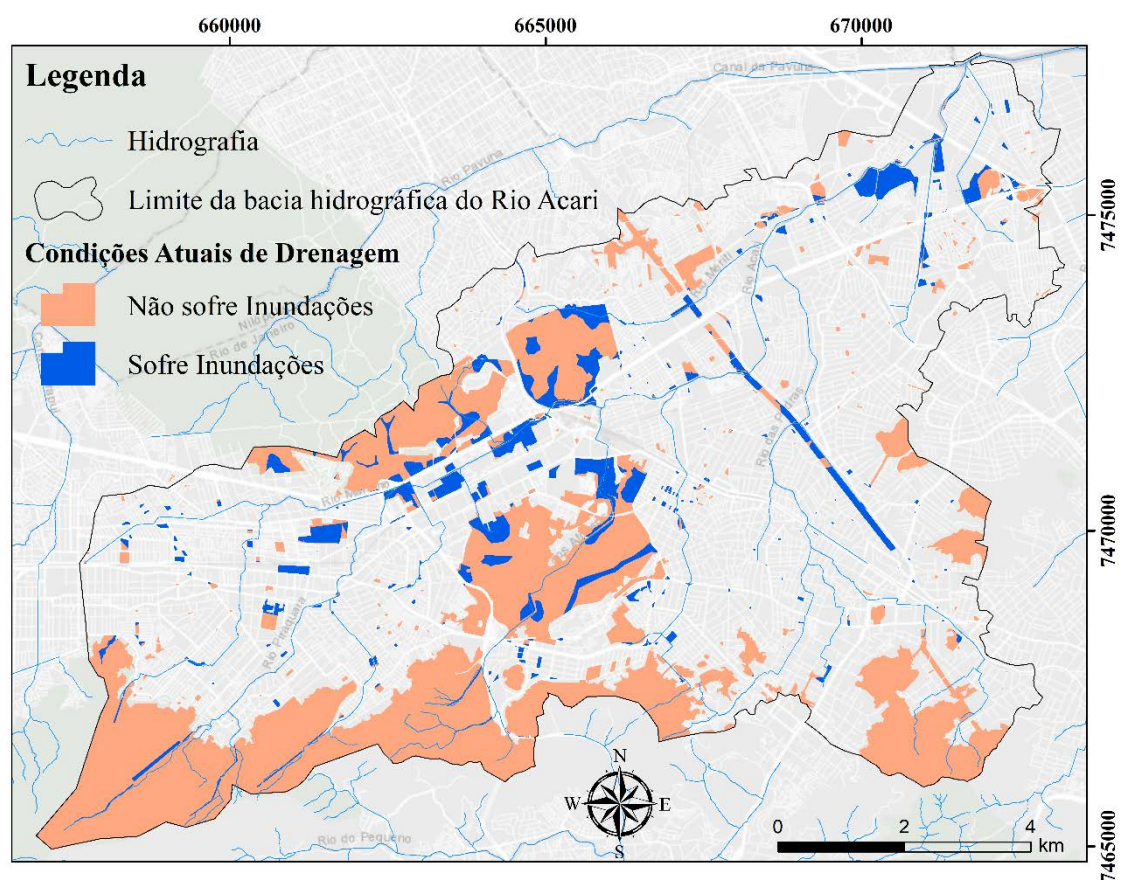 660000 665000 670000
Legenda
Hidrografia
Limite da bacia hidrográfica do Rio Acari
Condições Atuais de Drenagem
Não sofre Inundações
Sofre Inundações
Canal da Pavuna
Rio Pavuna
Rio Meriti
Rio Acari
Rio das Pedras
Rio de Janeiro
Rio Piraquara
Rio do Pequeno
7475000
7470000
7465000
N
W E
S
0 2 4
km